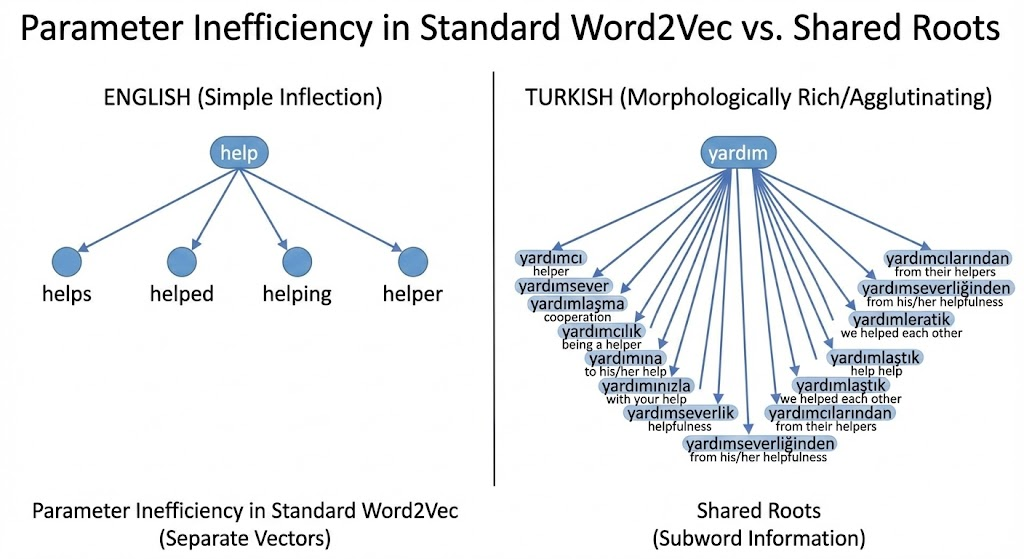 Parameter Inefficiency in Standard Word2Vec vs. Shared Roots
ENGLISH (Simple Inflection)
help
helps
helped
helping
helper
Parameter Inefficiency in Standard Word2Vec
(Separate Vectors)
TURKISH (Morphologically Rich/Agglutinating)
yardım
yardımcı
helper
yardımsever
yardımlaşma
cooperation
yardımcılık
being a helper
yardımına
to his/her help
yardımınızla
with your help
yardımseverlik
helpfulness
yardımseverliğinden
from his/her helpfulness
yardımcılarından
from their helpers
yardımseverliğinden
from his/her helpfulness
yardımleratik
we helped each other
yardımlaştık
help help
yardımlaştık
we helped each other
yardımcılarından
from their helpers
Shared Roots
(Subword Information)